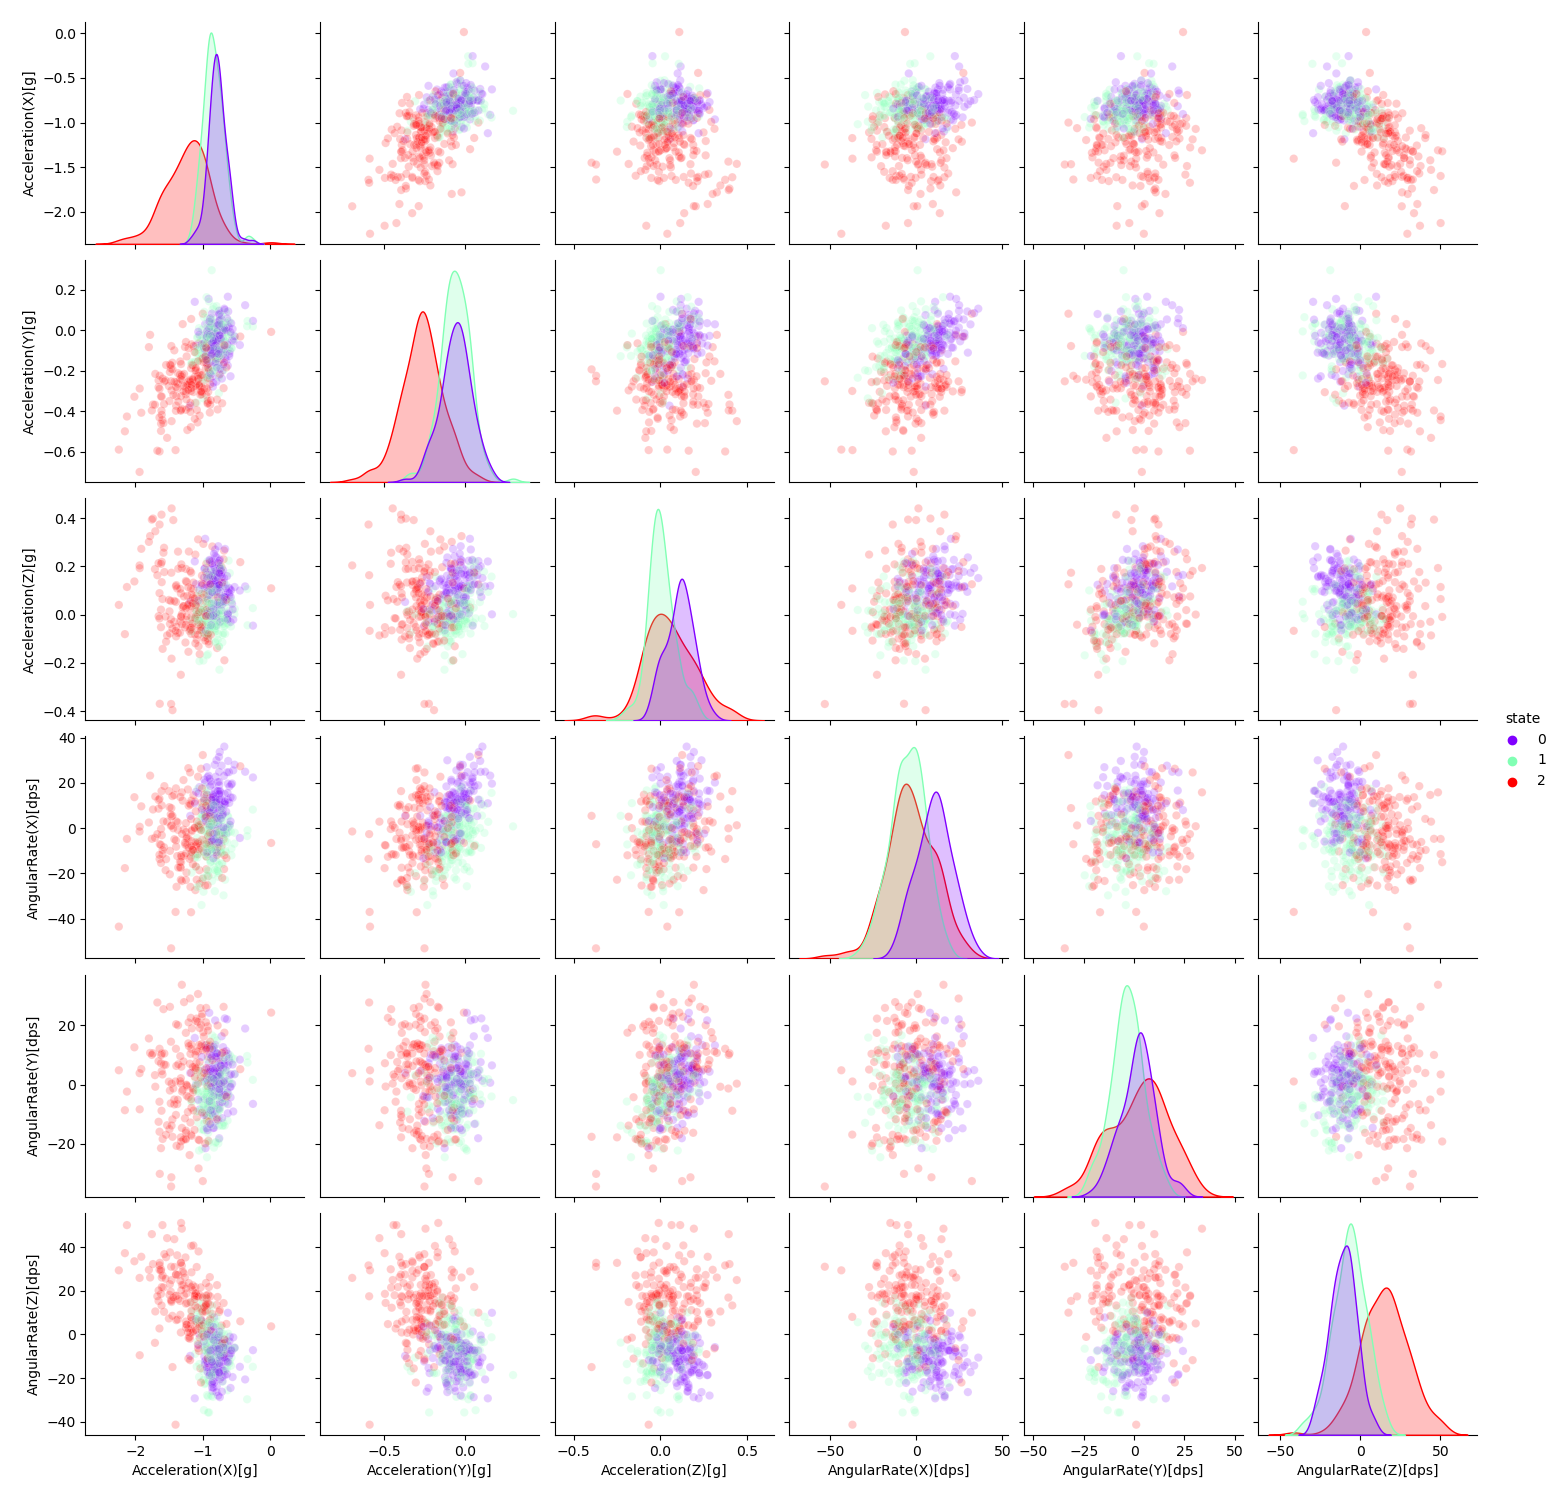 0.0
−0.5
−1.0
−1.5
−2.0
Acceleration(X)[g]
0.2
0.0
−0.2
−0.4
−0.6
Acceleration(Y)[g]
0.4
0.2
0.0
−0.2
−0.4
Acceleration(Z)[g]
state
0
1
2
40
20
0
−20
−40
AngularRate(X)[dps]
20
0
−20
AngularRate(Y)[dps]
40
20
0
−20
−40
AngularRate(Z)[dps]
−2 −1 0
−0.5 0.0
−0.5 0.0 0.5
−50 0 50
−50 −25 0 25 50
−50 0 50
Acceleration(X)[g]
Acceleration(Y)[g]
Acceleration(Z)[g]
AngularRate(X)[dps]
AngularRate(Y)[dps]
AngularRate(Z)[dps]